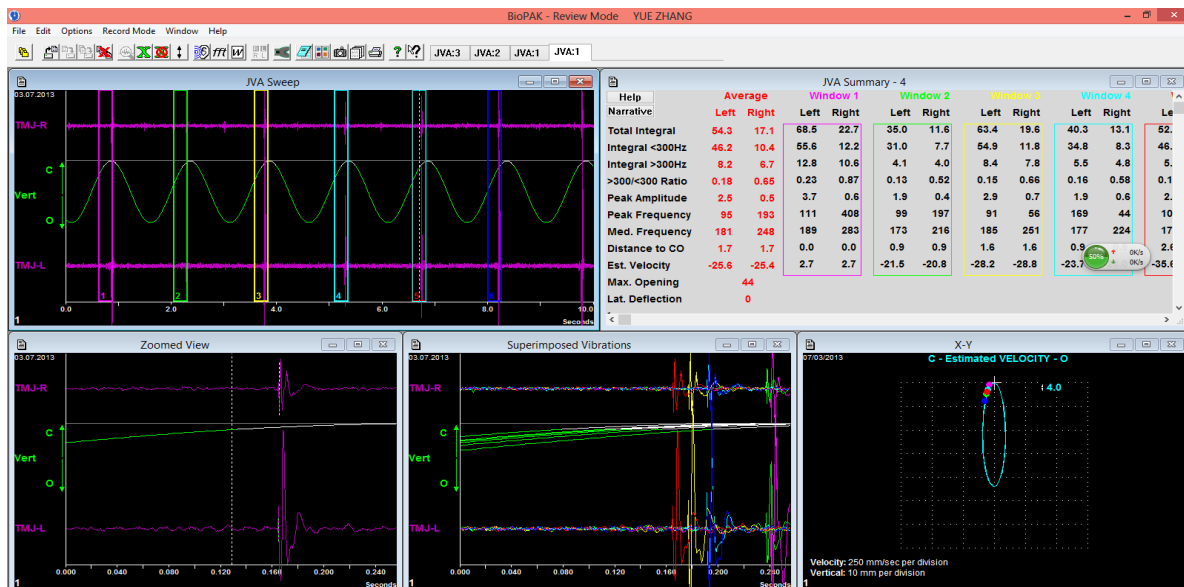 BioPAK - Review Mode YUE ZHANG
File Edit Options Record Mode Window Help
JVA:3 JVA:2 JVA:1 JVA:1
JVA Sweep
03.07.2013
TMJ-R
C
Vert
O
TMJ-L
1 2 3 4 5
0.0 2.0 4.0 6.0 8.0 10.0
Seconds
1
JVA Summary - 4
Help Average Window 1 Window 2 Window 3 Window 4
Narrative Left Right Left Right Left Right Left Right Left Right
Total Integral 54.3 17.1 68.5 22.7 35.0 11.6 63.4 19.6 40.3 13.1 52.
Integral <300Hz 46.2 10.4 55.6 12.2 31.0 7.7 54.9 11.8 34.8 8.3 46.
Integral >300Hz 8.2 6.7 12.8 10.6 4.1 4.0 8.4 7.8 5.5 4.8 5.
>300/<300 Ratio 0.18 0.65 0.23 0.87 0.13 0.52 0.15 0.66 0.16 0.58 0.1
Peak Amplitude 2.5 0.5 3.7 0.6 1.9 0.4 2.9 0.7 1.9 0.6 2.
Peak Frequency 95 193 111 408 99 197 91 56 169 44 10
Med. Frequency 181 248 189 283 173 216 185 251 177 224 17
Distance to CO 1.7 1.7 0.0 0.0 0.9 0.9 1.6 1.6 0.9 2.6
Est. Velocity -25.6 -25.4 2.7 2.7 -21.5 -20.8 -28.2 -28.8 -23.7 -35.6
Max. Opening 44
Lat. Deflection 0
50% 0K/s
0K/s
Zoomed View
03.07.2013
TMJ-R
C
Vert
O
TMJ-L
0.000 0.040 0.080 0.120 0.160 0.200 0.240
Seconds
1
Superimposed Vibrations
03.07.2013
TMJ-R
C
Vert
O
TMJ-L
0.000 0.040 0.080 0.120 0.160 0.200 0.240
Seconds
1
X-Y
07/03/2013
C - Estimated VELOCITY - O
4.0
Velocity: 250 mm/sec per division
Vertical: 10 mm per division
1